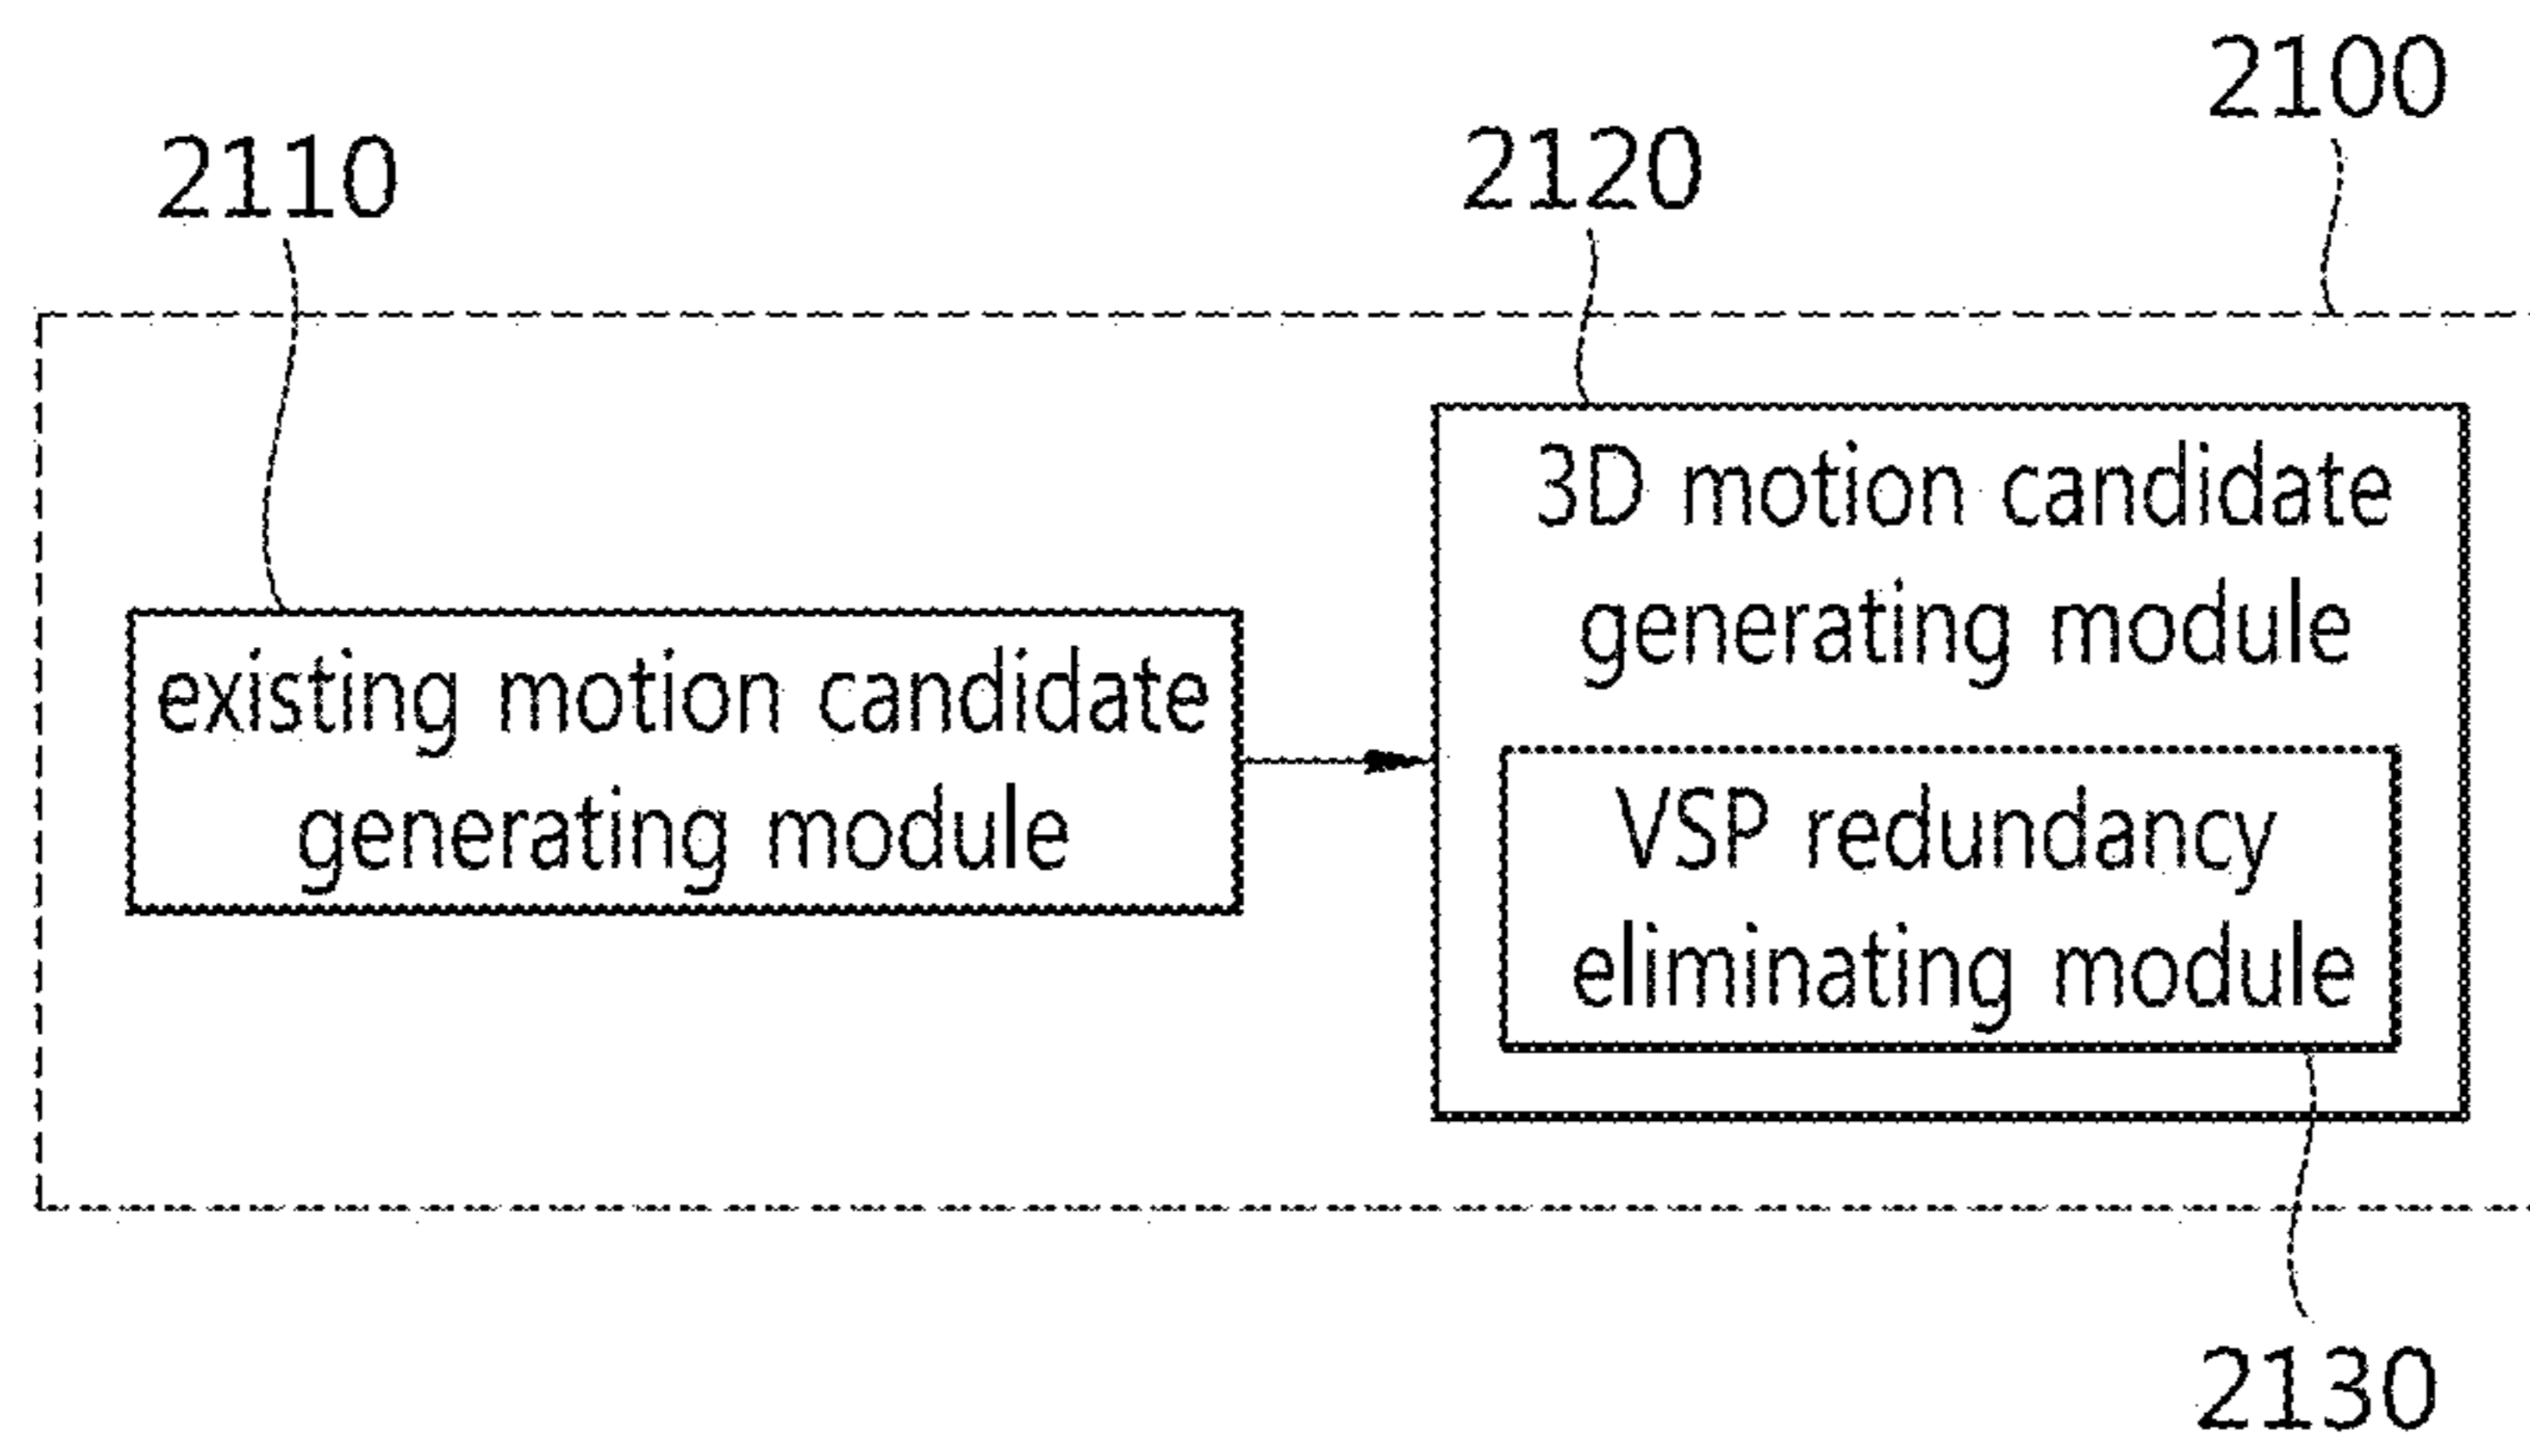 2100
2110
2120
3D motion candidate
generating module
existing motion candidate
generating module
VSP redundancy
eliminating module
2130